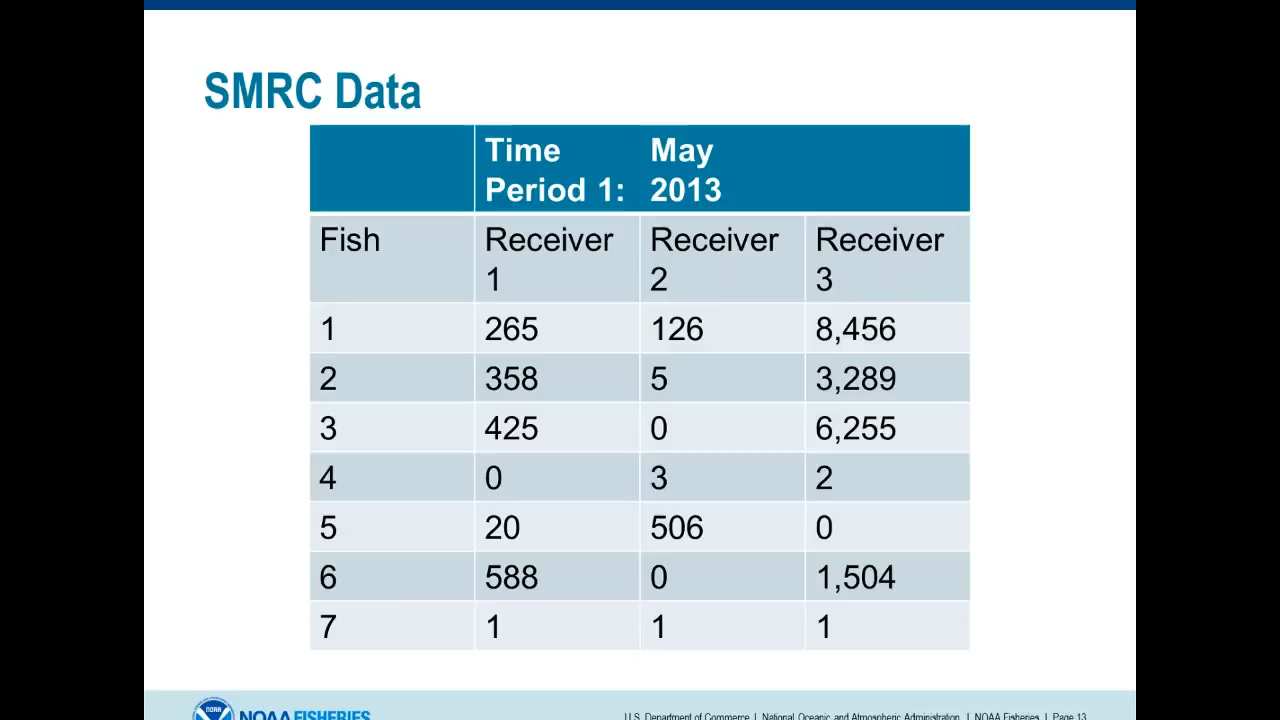 SMRC Data
Time Period 1: May 2013
Fish Receiver 1 Receiver 2 Receiver 3
1 265 126 8,456
2 358 5 3,289
3 425 0 6,255
4 0 3 2
5 20 506 0
6 588 0 1,504
7 1 1 1
NOAA NOAA FISHERIES U.S. Department of Commerce | National Oceanic and Atmospheric Administration | NOAA Fisheries | Page 13